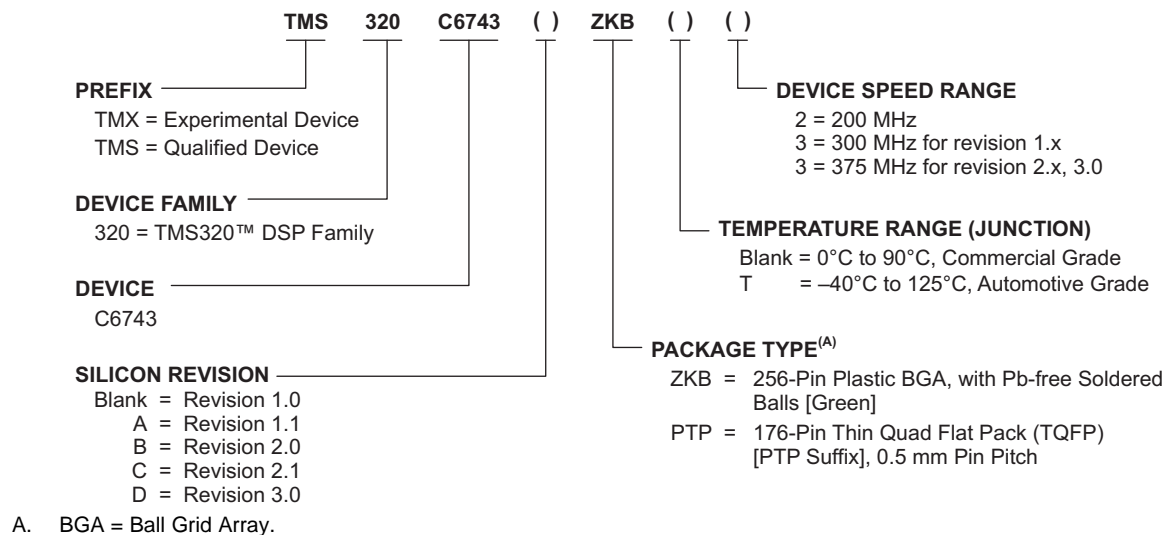 TMS 320 C6743 ( ) ZKB ( ) ( )
PREFIX
TMX = Experimental Device
TMS = Qualified Device
DEVICE FAMILY
320 = TMS320™ DSP Family
DEVICE
C6743
SILICON REVISION
Blank = Revision 1.0
A = Revision 1.1
B = Revision 2.0
C = Revision 2.1
D = Revision 3.0
DEVICE SPEED RANGE
2 = 200 MHz
3 = 300 MHz for revision 1.x
3 = 375 MHz for revision 2.x, 3.0
TEMPERATURE RANGE (JUNCTION)
Blank = 0°C to 90°C, Commercial Grade
T = –40°C to 125°C, Automotive Grade
PACKAGE TYPE(A)
ZKB = 256-Pin Plastic BGA, with Pb-free Soldered
Balls [Green]
PTP = 176-Pin Thin Quad Flat Pack (TQFP)
[PTP Suffix], 0.5 mm Pin Pitch
A. BGA = Ball Grid Array.